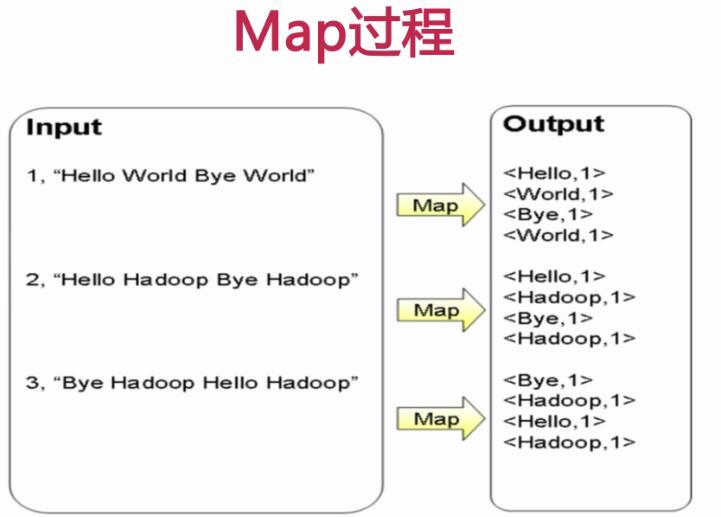 Map过程
Input
1, “Hello World Bye World”
Map
2, “Hello Hadoop Bye Hadoop”
Map
3, “Bye Hadoop Hello Hadoop”
Map
Output
<Hello,1>
<World,1>
<Bye,1>
<World,1>
<Hello,1>
<Hadoop,1>
<Bye,1>
<Hadoop,1>
<Bye,1>
<Hadoop,1>
<Hello,1>
<Hadoop,1>